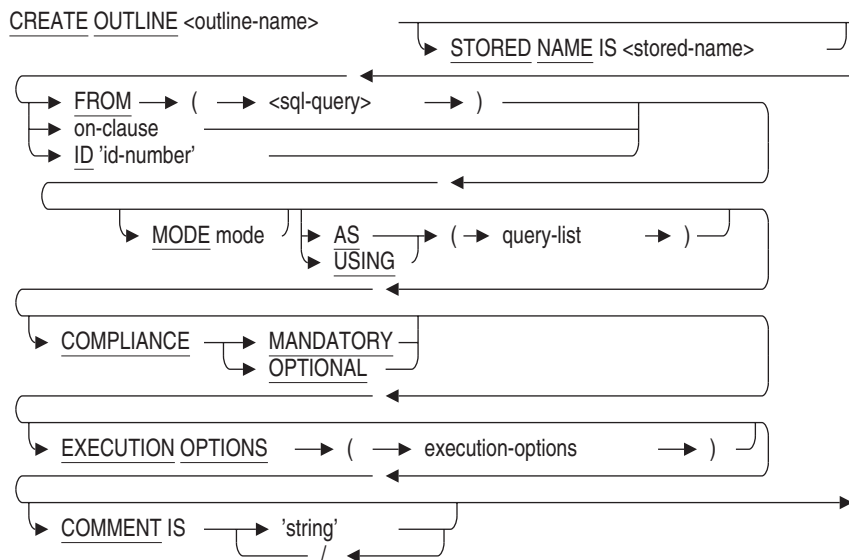 CREATE OUTLINE <outline-name>
STORED NAME IS <stored-name>
FROM ( <sql-query> )
on-clause
ID 'id-number'
MODE mode AS ( query-list )
USING
COMPLIANCE MANDATORY
OPTIONAL
EXECUTION OPTIONS ( execution-options )
COMMENT IS 'string'
/